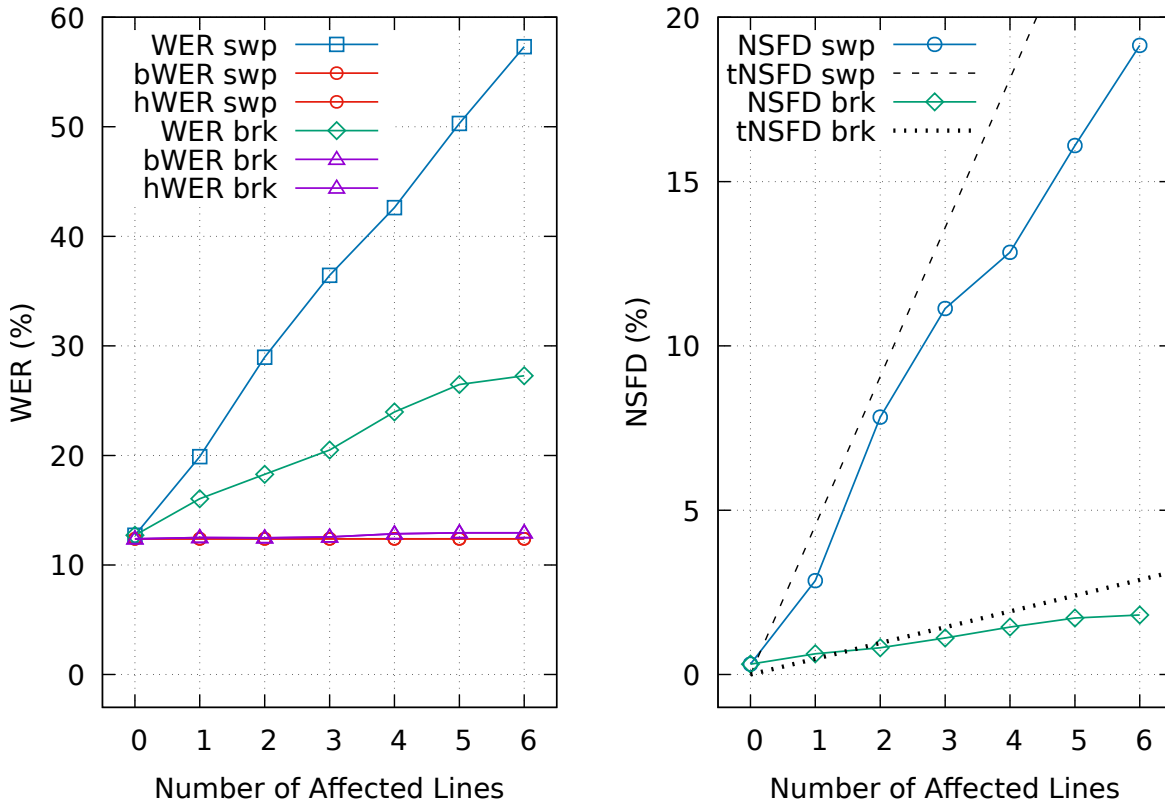 WER (%)
60
50
40
30
20
10
0
WER swp
bWER swp
hWER swp
WER brk
bWER brk
hWER brk
0 1 2 3 4 5 6
Number of Affected Lines
NSFD (%)
20
15
10
5
0
NSFD swp
tNSFD swp
NSFD brk
tNSFD brk
0 1 2 3 4 5 6
Number of Affected Lines